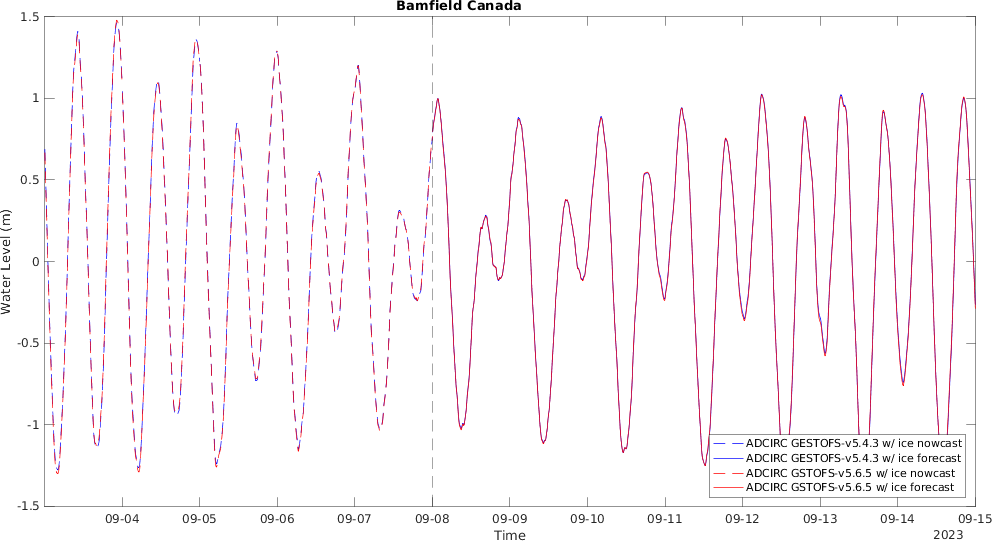 Bamfield Canada
Water Level (m)
1.5
1
0.5
0
-0.5
-1
-1.5
ADCIRC GESTOFS-v5.4.3 w/ ice nowcast
ADCIRC GSTOFS-v5.4.3 w/ ice forecast
ADCIRC GSTOFS-v5.6.5 w/ ice nowcast
ADCIRC GSTOFS-v5.6.5 w/ ice forecast
09-04 09-05 09-06 09-07 09-08 09-09 09-10 09-11 09-12 09-13 09-14 09-15
Time
2023